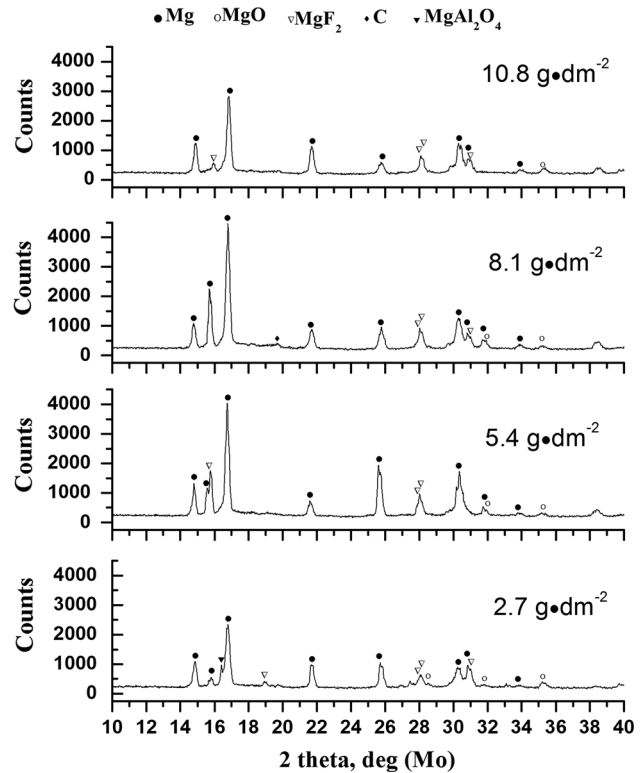 ● Mg ○ MgO ▽ MgF₂ ♦ C ▼ MgAl₂O₄
10.8 g•dm⁻²
Counts
4000
3000
2000
1000
0
8.1 g•dm⁻²
Counts
4000
3000
2000
1000
0
5.4 g•dm⁻²
Counts
4000
3000
2000
1000
0
2.7 g•dm⁻²
Counts
4000
3000
2000
1000
0
10 12 14 16 18 20 22 24 26 28 30 32 34 36 38 40
2 theta, deg (Mo)